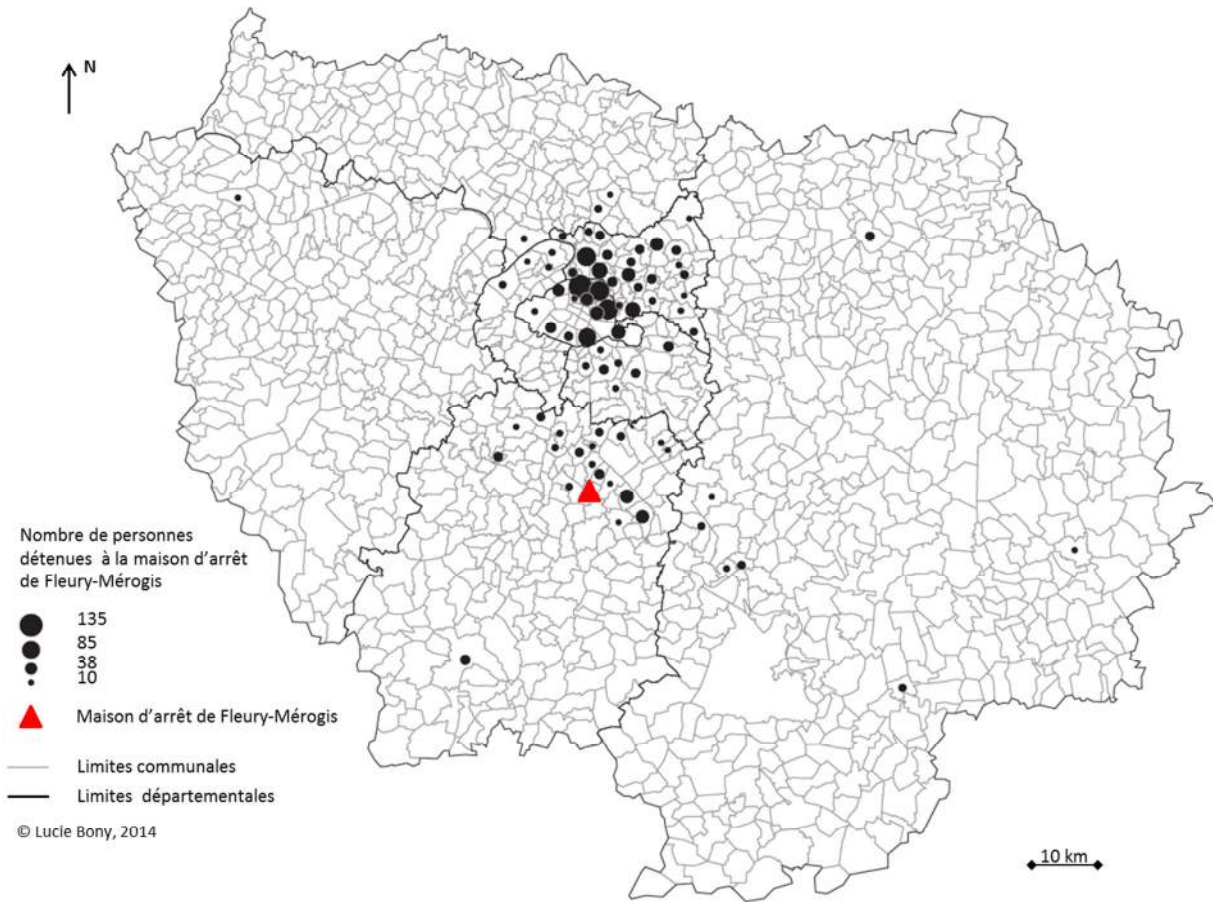 N
Nombre de personnes
détenues à la maison d'arrêt
de Fleury-Mérogis
135
85
38
10
Maison d'arrêt de Fleury-Mérogis
Limites communales
Limites départementales
© Lucie Bony, 2014
10 km